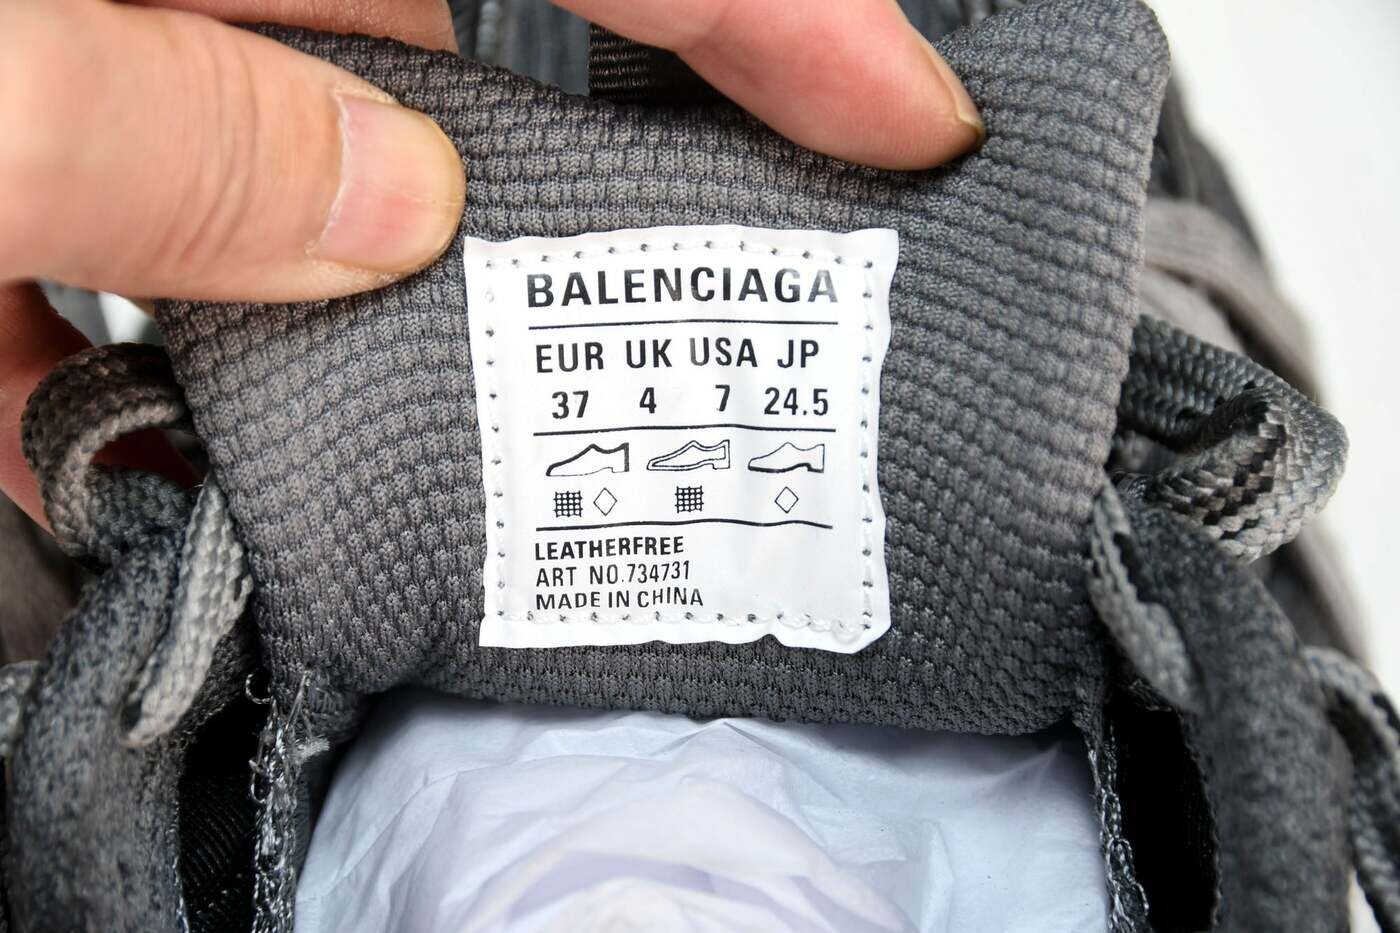 BALENCIAGA
EUR UK USA JP
37 4 7 24.5
LEATHERFREE
ART NO.734731
MADE IN CHINA